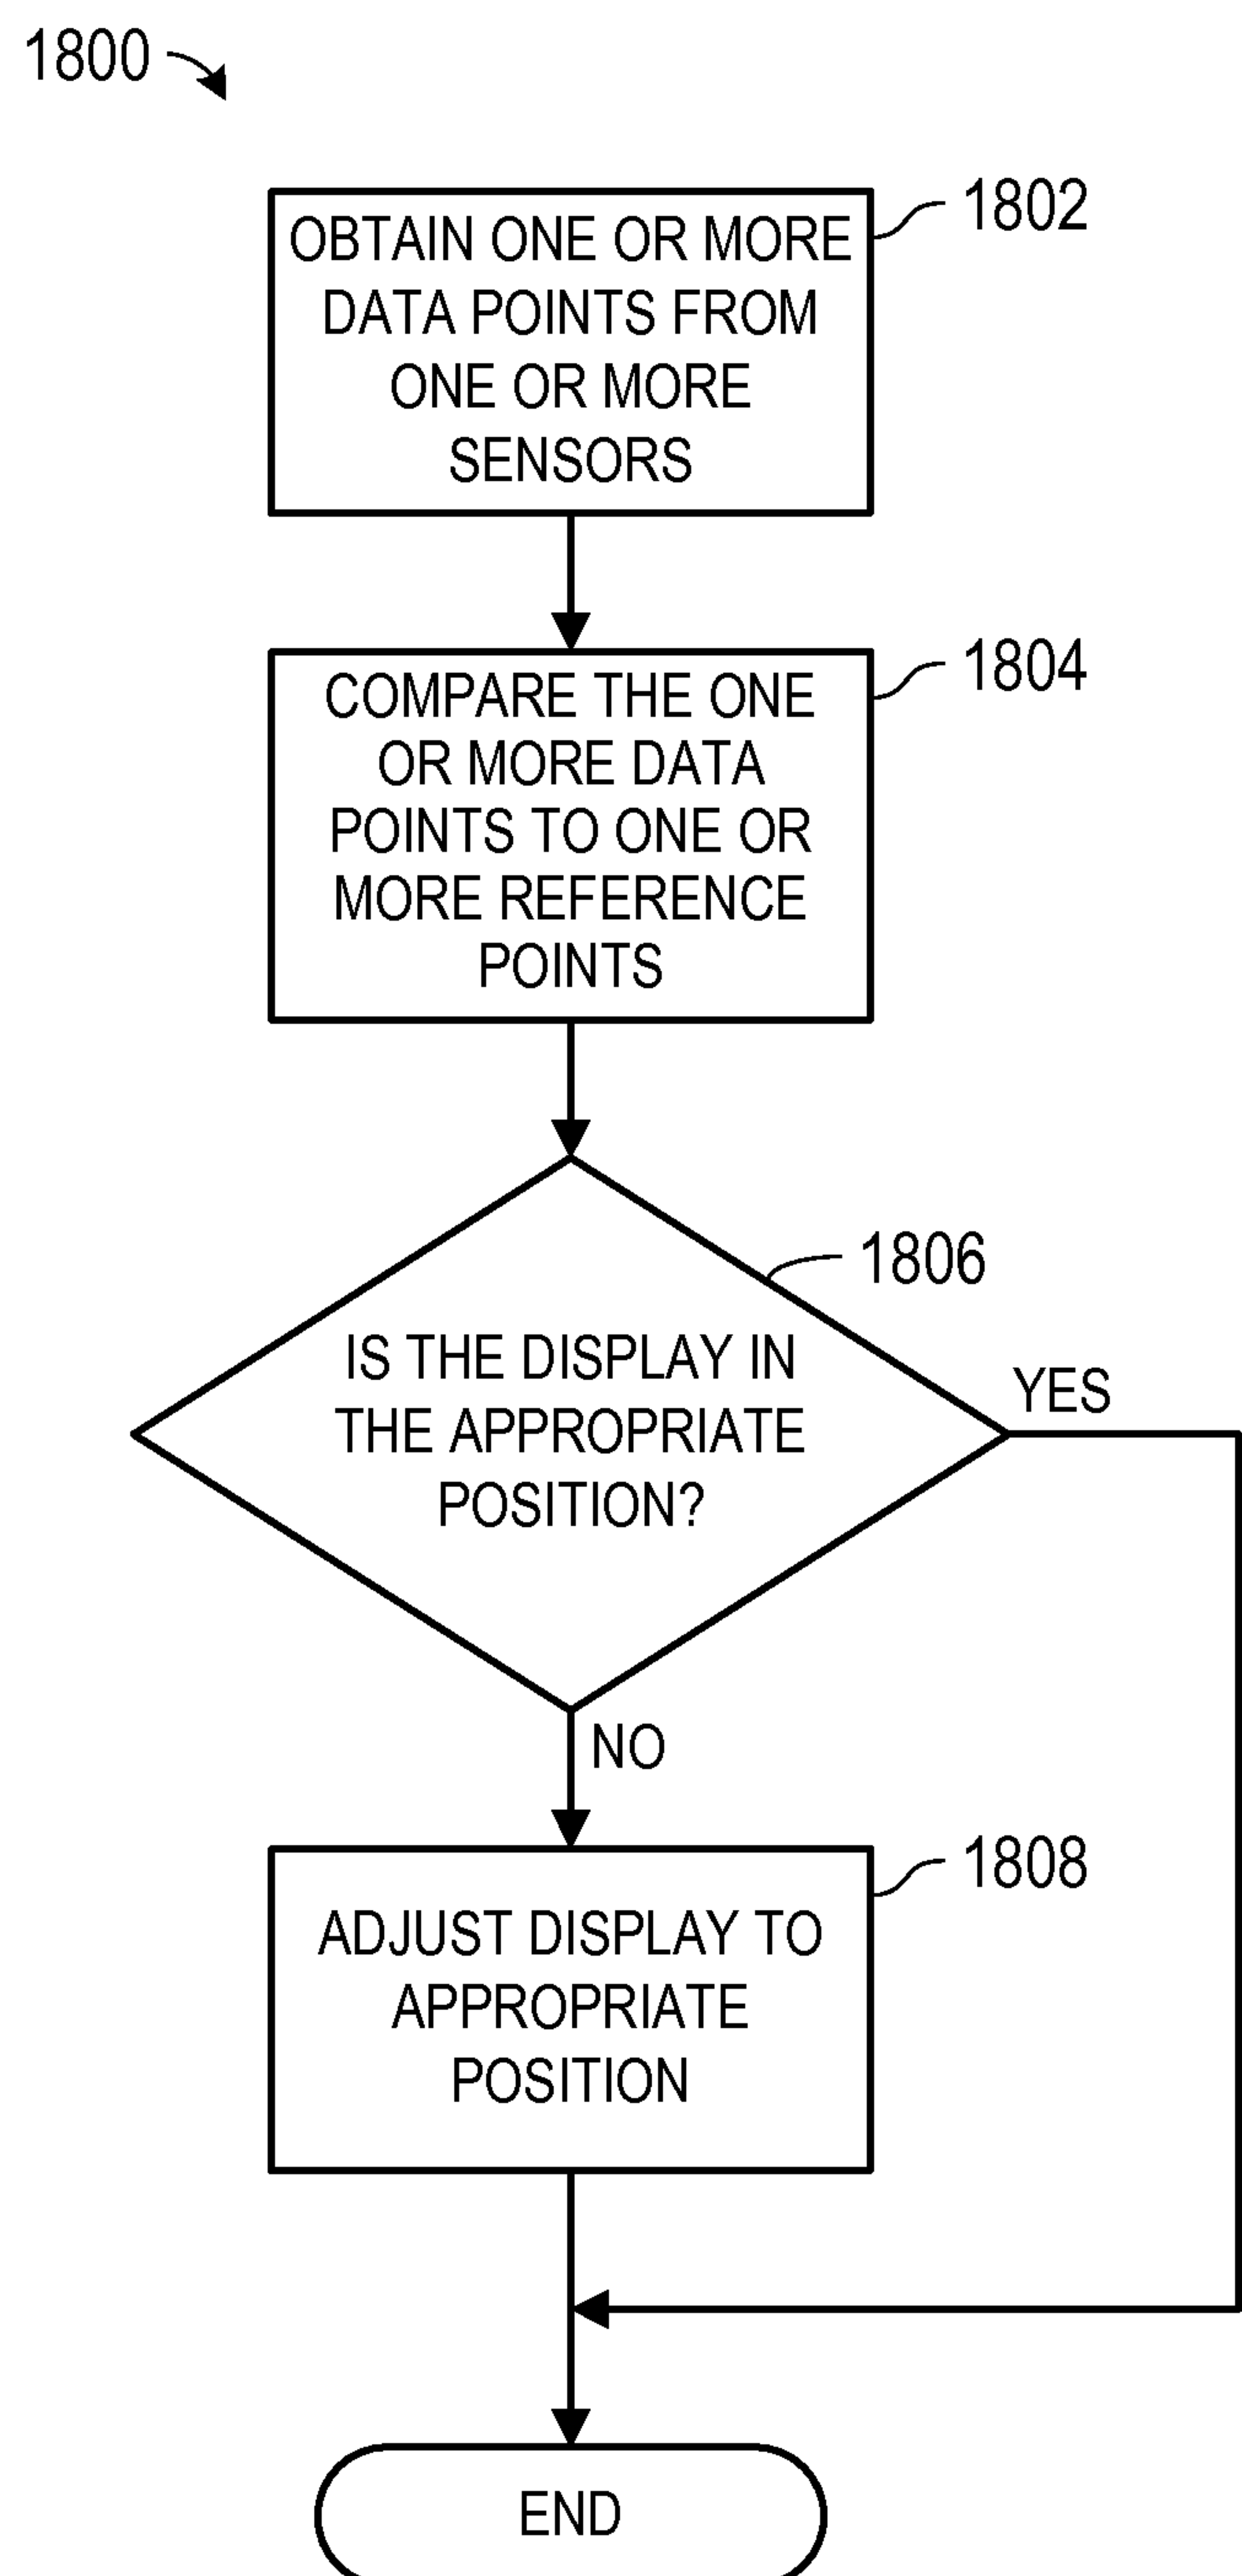 1800
OBTAIN ONE OR MORE
DATA POINTS FROM
ONE OR MORE
SENSORS
1802
COMPARE THE ONE
OR MORE DATA
POINTS TO ONE OR
MORE REFERENCE
POINTS
1804
IS THE DISPLAY IN
THE APPROPRIATE
POSITION?
1806
YES
NO
ADJUST DISPLAY TO
APPROPRIATE
POSITION
1808
END